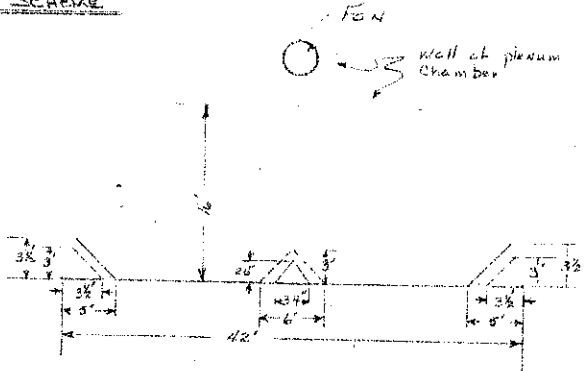 SCHEME
FAN
Wall of plenum
Chamber
16'
3½' 3'
26" 3'
3' 3½'
3½' 34" 3½'
5' 6' 5'
42'